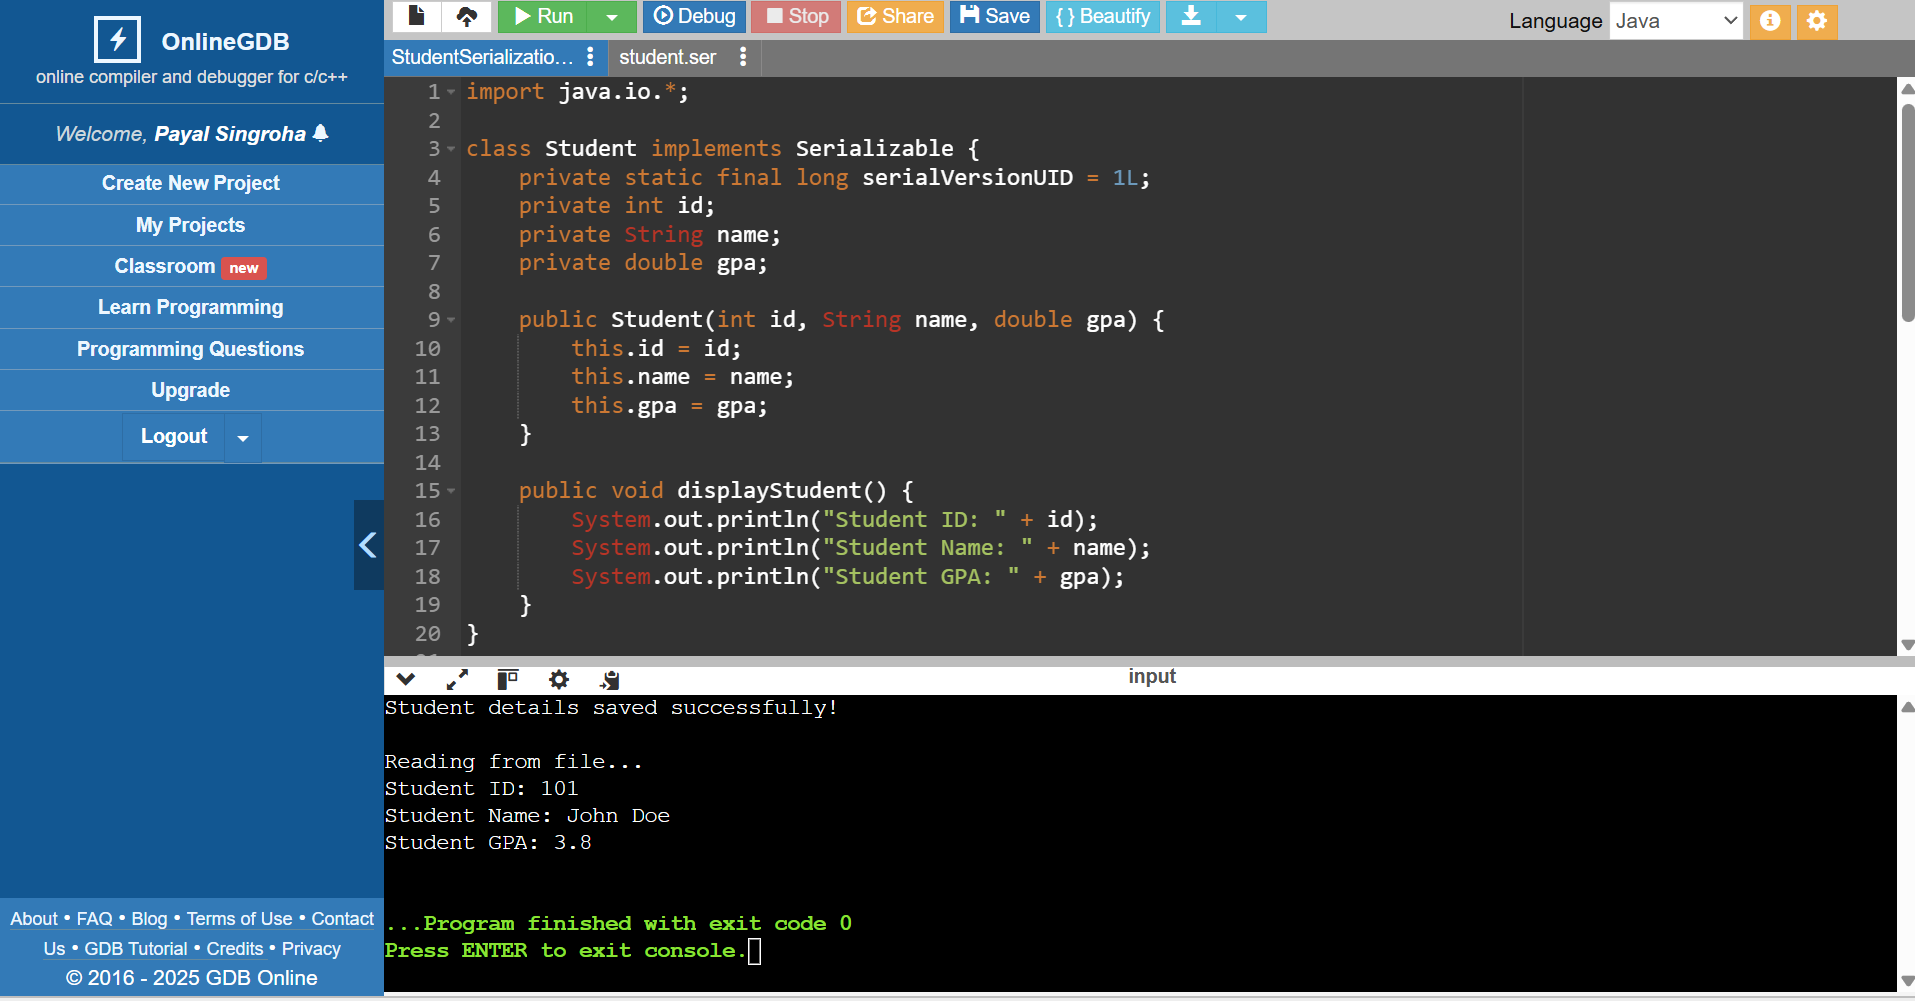 OnlineGDB
online compiler and debugger for c/c++
Welcome, Payal Singroha
Create New Project
My Projects
Classroom new
Learn Programming
Programming Questions
Upgrade
Logout
About • FAQ • Blog • Terms of Use • Contact
Us • GDB Tutorial • Credits • Privacy
© 2016 - 2025 GDB Online
Run Debug Stop Share Save {} Beautify
Language Java
StudentSerializatio... student.ser
1 import java.io.*;
2
3 class Student implements Serializable {
4 private static final long serialVersionUID = 1L;
5 private int id;
6 private String name;
7 private double gpa;
8
9 public Student(int id, String name, double gpa) {
10 this.id = id;
11 this.name = name;
12 this.gpa = gpa;
13 }
14
15 public void displayStudent() {
16 System.out.println("Student ID: " + id);
17 System.out.println("Student Name: " + name);
18 System.out.println("Student GPA: " + gpa);
19 }
20 }
input
Student details saved successfully!
Reading from file...
Student ID: 101
Student Name: John Doe
Student GPA: 3.8
...Program finished with exit code 0
Press ENTER to exit console.